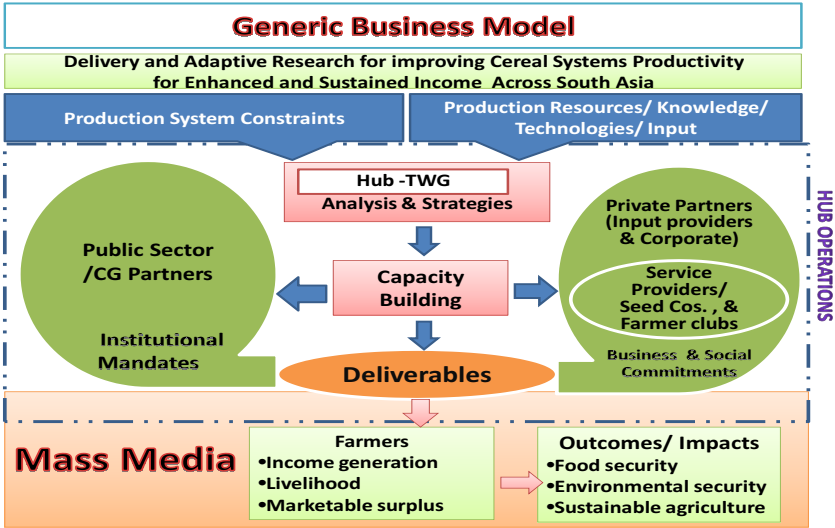 Generic Business Model
Delivery and Adaptive Research for improving Cereal Systems Productivity
for Enhanced and Sustained Income Across South Asia
Production System Constraints
Production Resources/ Knowledge/
Technologies/ Input
Hub -TWG
Analysis & Strategies
Public Sector
/CG Partners
Institutional
Mandates
Capacity
Building
Private Partners
(Input providers
& Corporate)
Service
Providers/
Seed Cos. , &
Farmer clubs
Business & Social
Commitments
HUB OPERATIONS
Deliverables
Mass Media
Farmers
•Income generation
•Livelihood
•Marketable surplus
Outcomes/ Impacts
•Food security
•Environmental security
•Sustainable agriculture